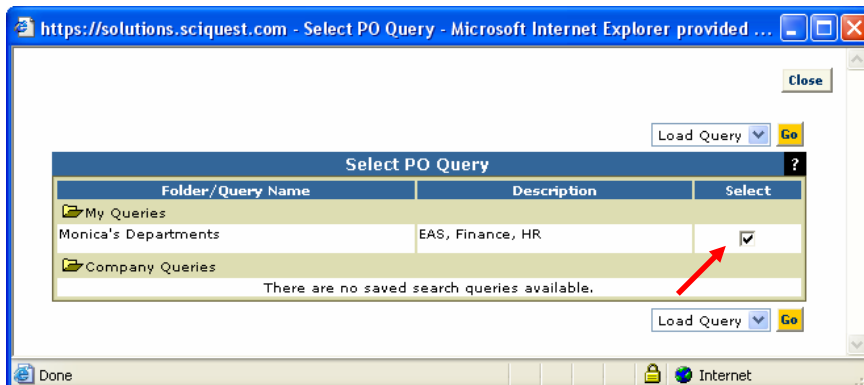 https://solutions.sciquest.com - Select PO Query - Microsoft Internet Explorer provided ...
Close
Load Query Go
Select PO Query ?
Folder/Query Name Description Select
My Queries
Monica's Departments EAS, Finance, HR
Company Queries
There are no saved search queries available.
Load Query Go
Done Internet